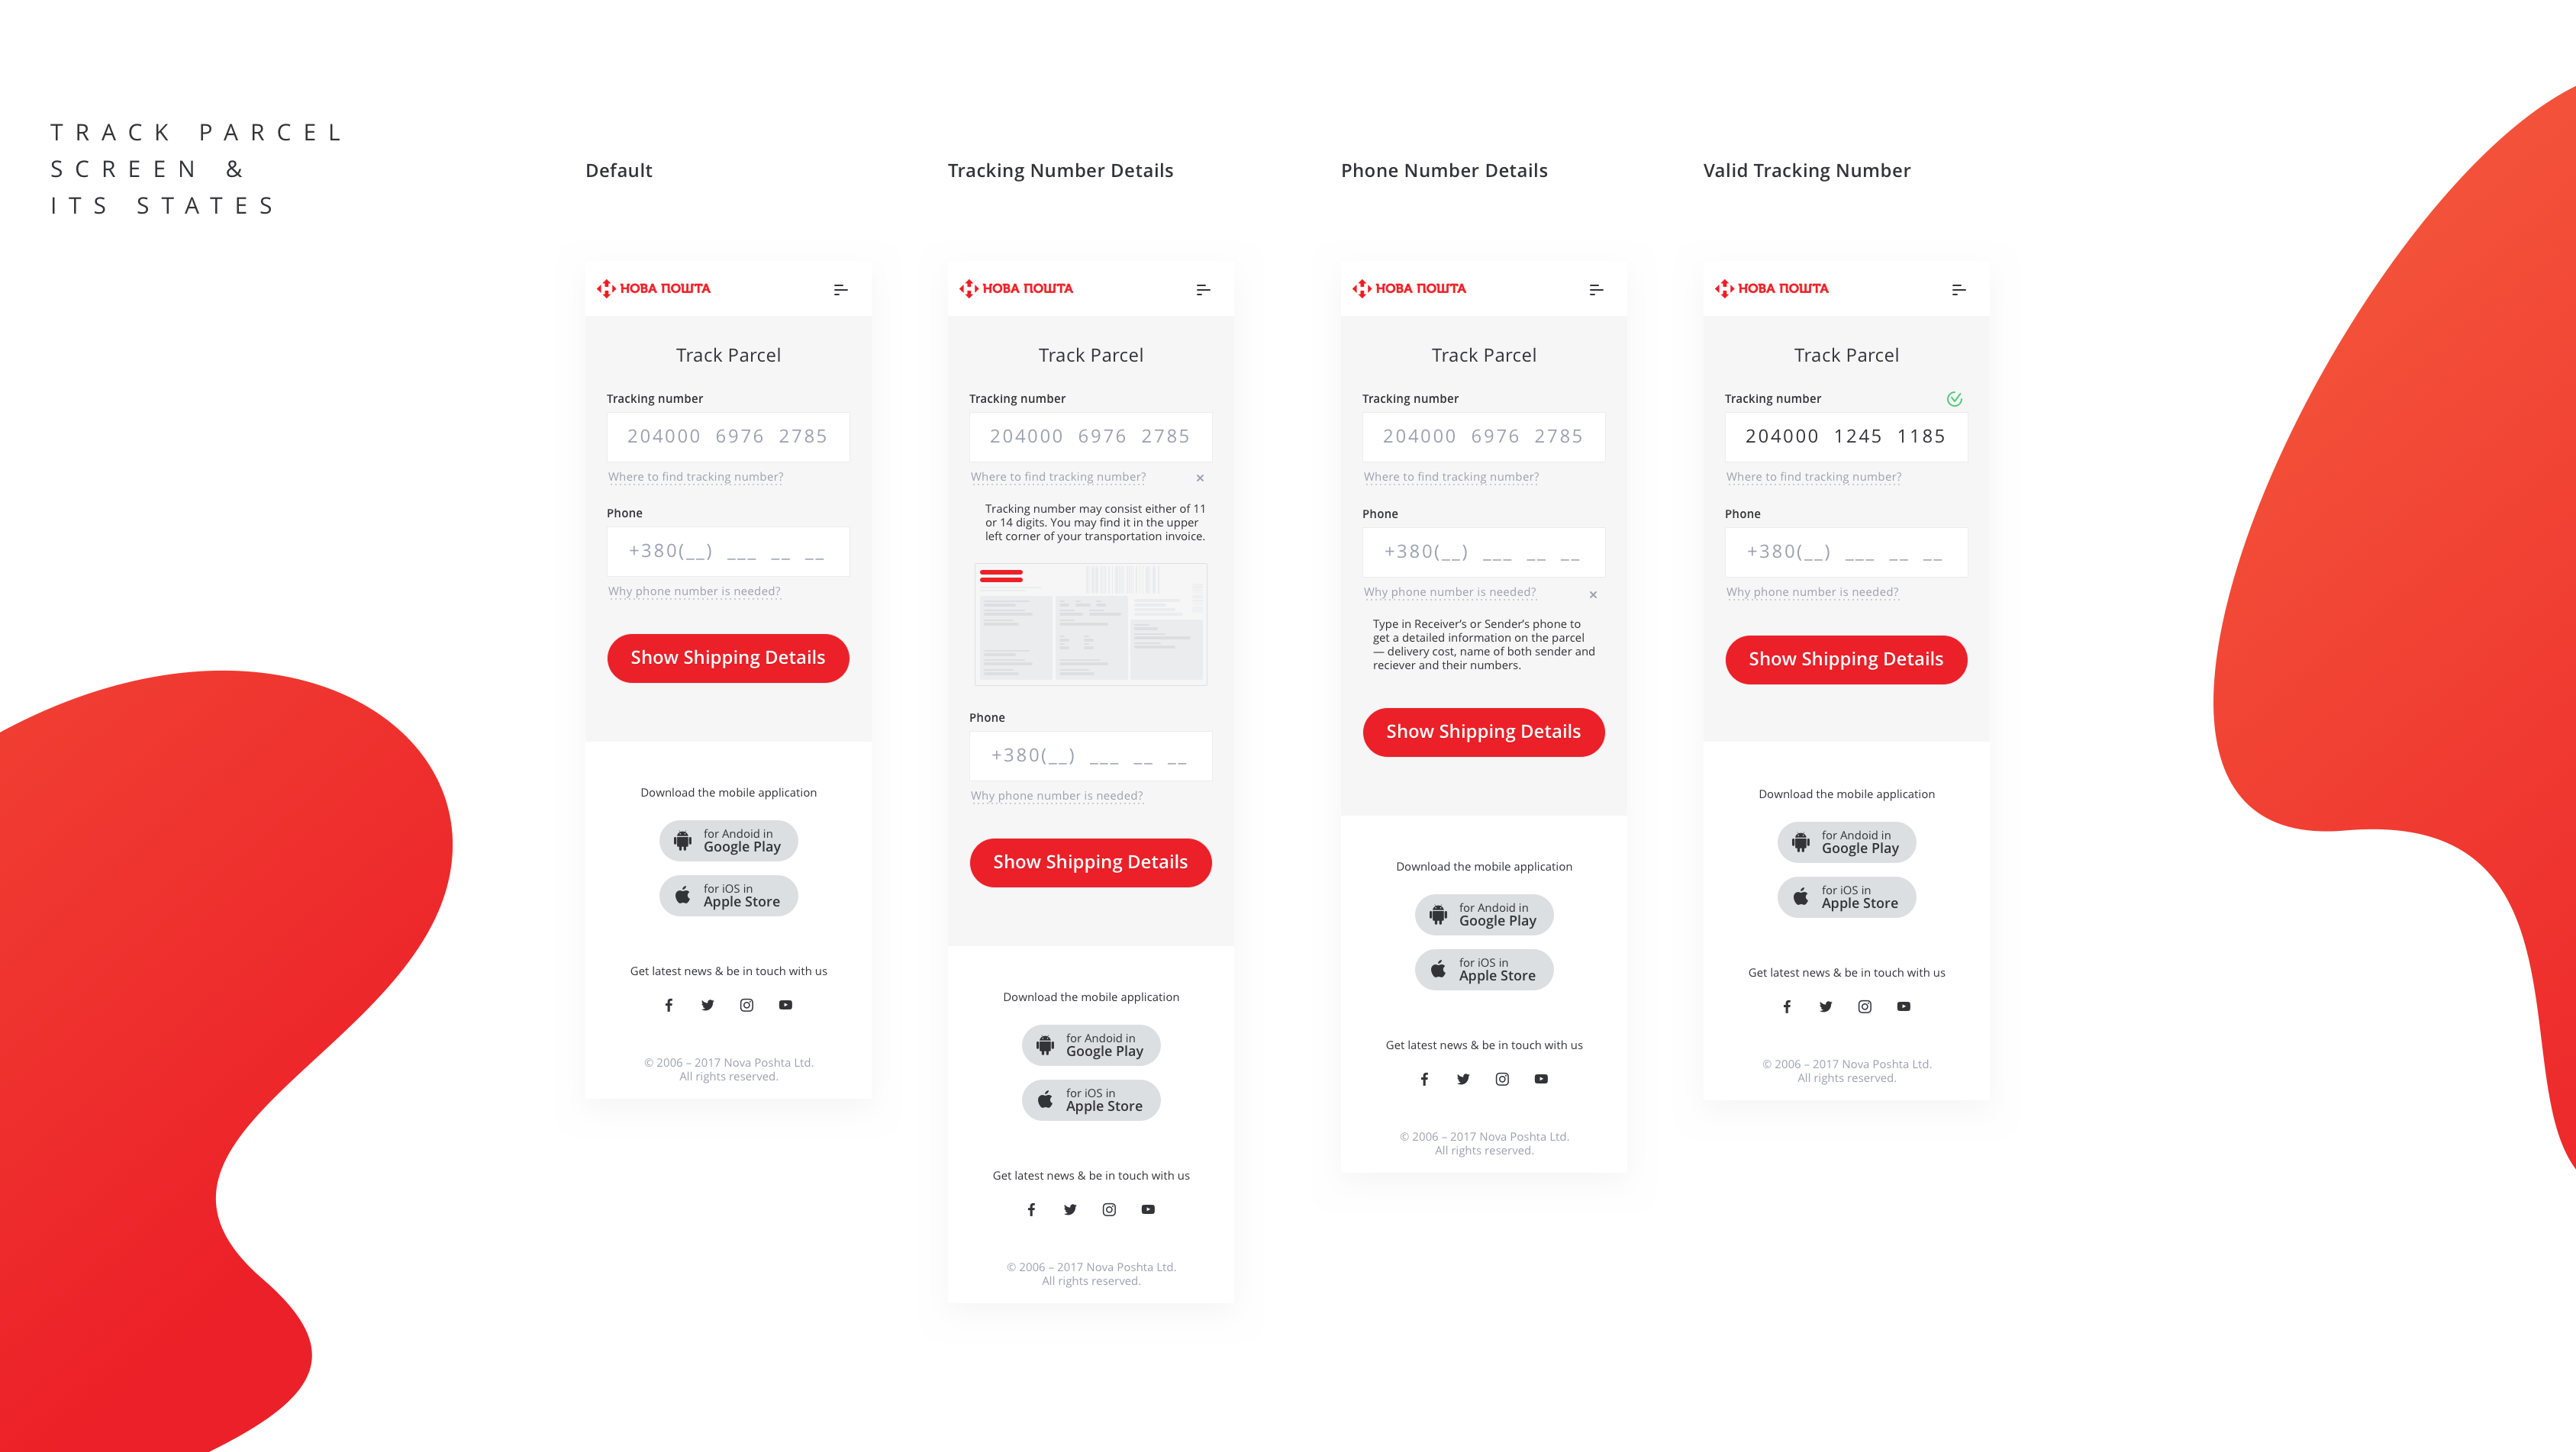 TRACK PARCEL
SCREEN &
ITS STATES
Default
НОВА ПОШТА
Track Parcel
Tracking number
204000 6976 2785
Where to find tracking number?
Phone
+380(__) ___ __ __
Why phone number is needed?
Show Shipping Details
Download the mobile application
for Andoid in
Google Play
for iOS in
Apple Store
Get latest news & be in touch with us
© 2006 – 2017 Nova Poshta Ltd.
All rights reserved.
Tracking Number Details
НОВА ПОШТА
Track Parcel
Tracking number
204000 6976 2785
Where to find tracking number?
Tracking number may consist either of 11
or 14 digits. You may find it in the upper
left corner of your transportation invoice.
Phone
+380(__) ___ __ __
Why phone number is needed?
Show Shipping Details
Download the mobile application
for Andoid in
Google Play
for iOS in
Apple Store
Get latest news & be in touch with us
© 2006 – 2017 Nova Poshta Ltd.
All rights reserved.
Phone Number Details
НОВА ПОШТА
Track Parcel
Tracking number
204000 6976 2785
Where to find tracking number?
Phone
+380(__) ___ __ __
Why phone number is needed?
Type in Receiver’s or Sender’s phone to
get a detailed information on the parcel
— delivery cost, name of both sender and
reciever and their numbers.
Show Shipping Details
Download the mobile application
for Andoid in
Google Play
for iOS in
Apple Store
Get latest news & be in touch with us
© 2006 – 2017 Nova Poshta Ltd.
All rights reserved.
Valid Tracking Number
НОВА ПОШТА
Track Parcel
Tracking number
204000 1245 1185
Where to find tracking number?
Phone
+380(__) ___ __ __
Why phone number is needed?
Show Shipping Details
Download the mobile application
for Andoid in
Google Play
for iOS in
Apple Store
Get latest news & be in touch with us
© 2006 – 2017 Nova Poshta Ltd.
All rights reserved.